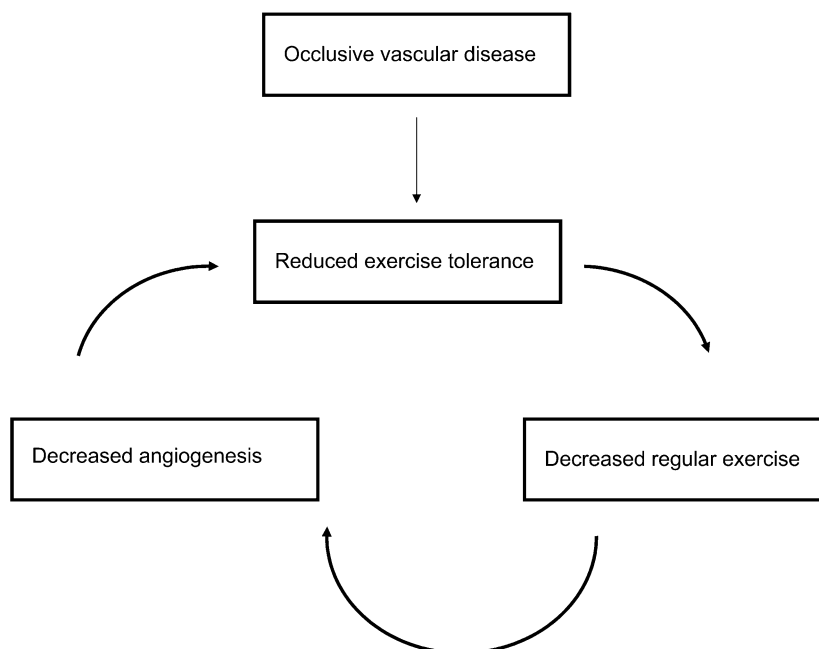 Occlusive vascular disease
Reduced exercise tolerance
Decreased angiogenesis
Decreased regular exercise